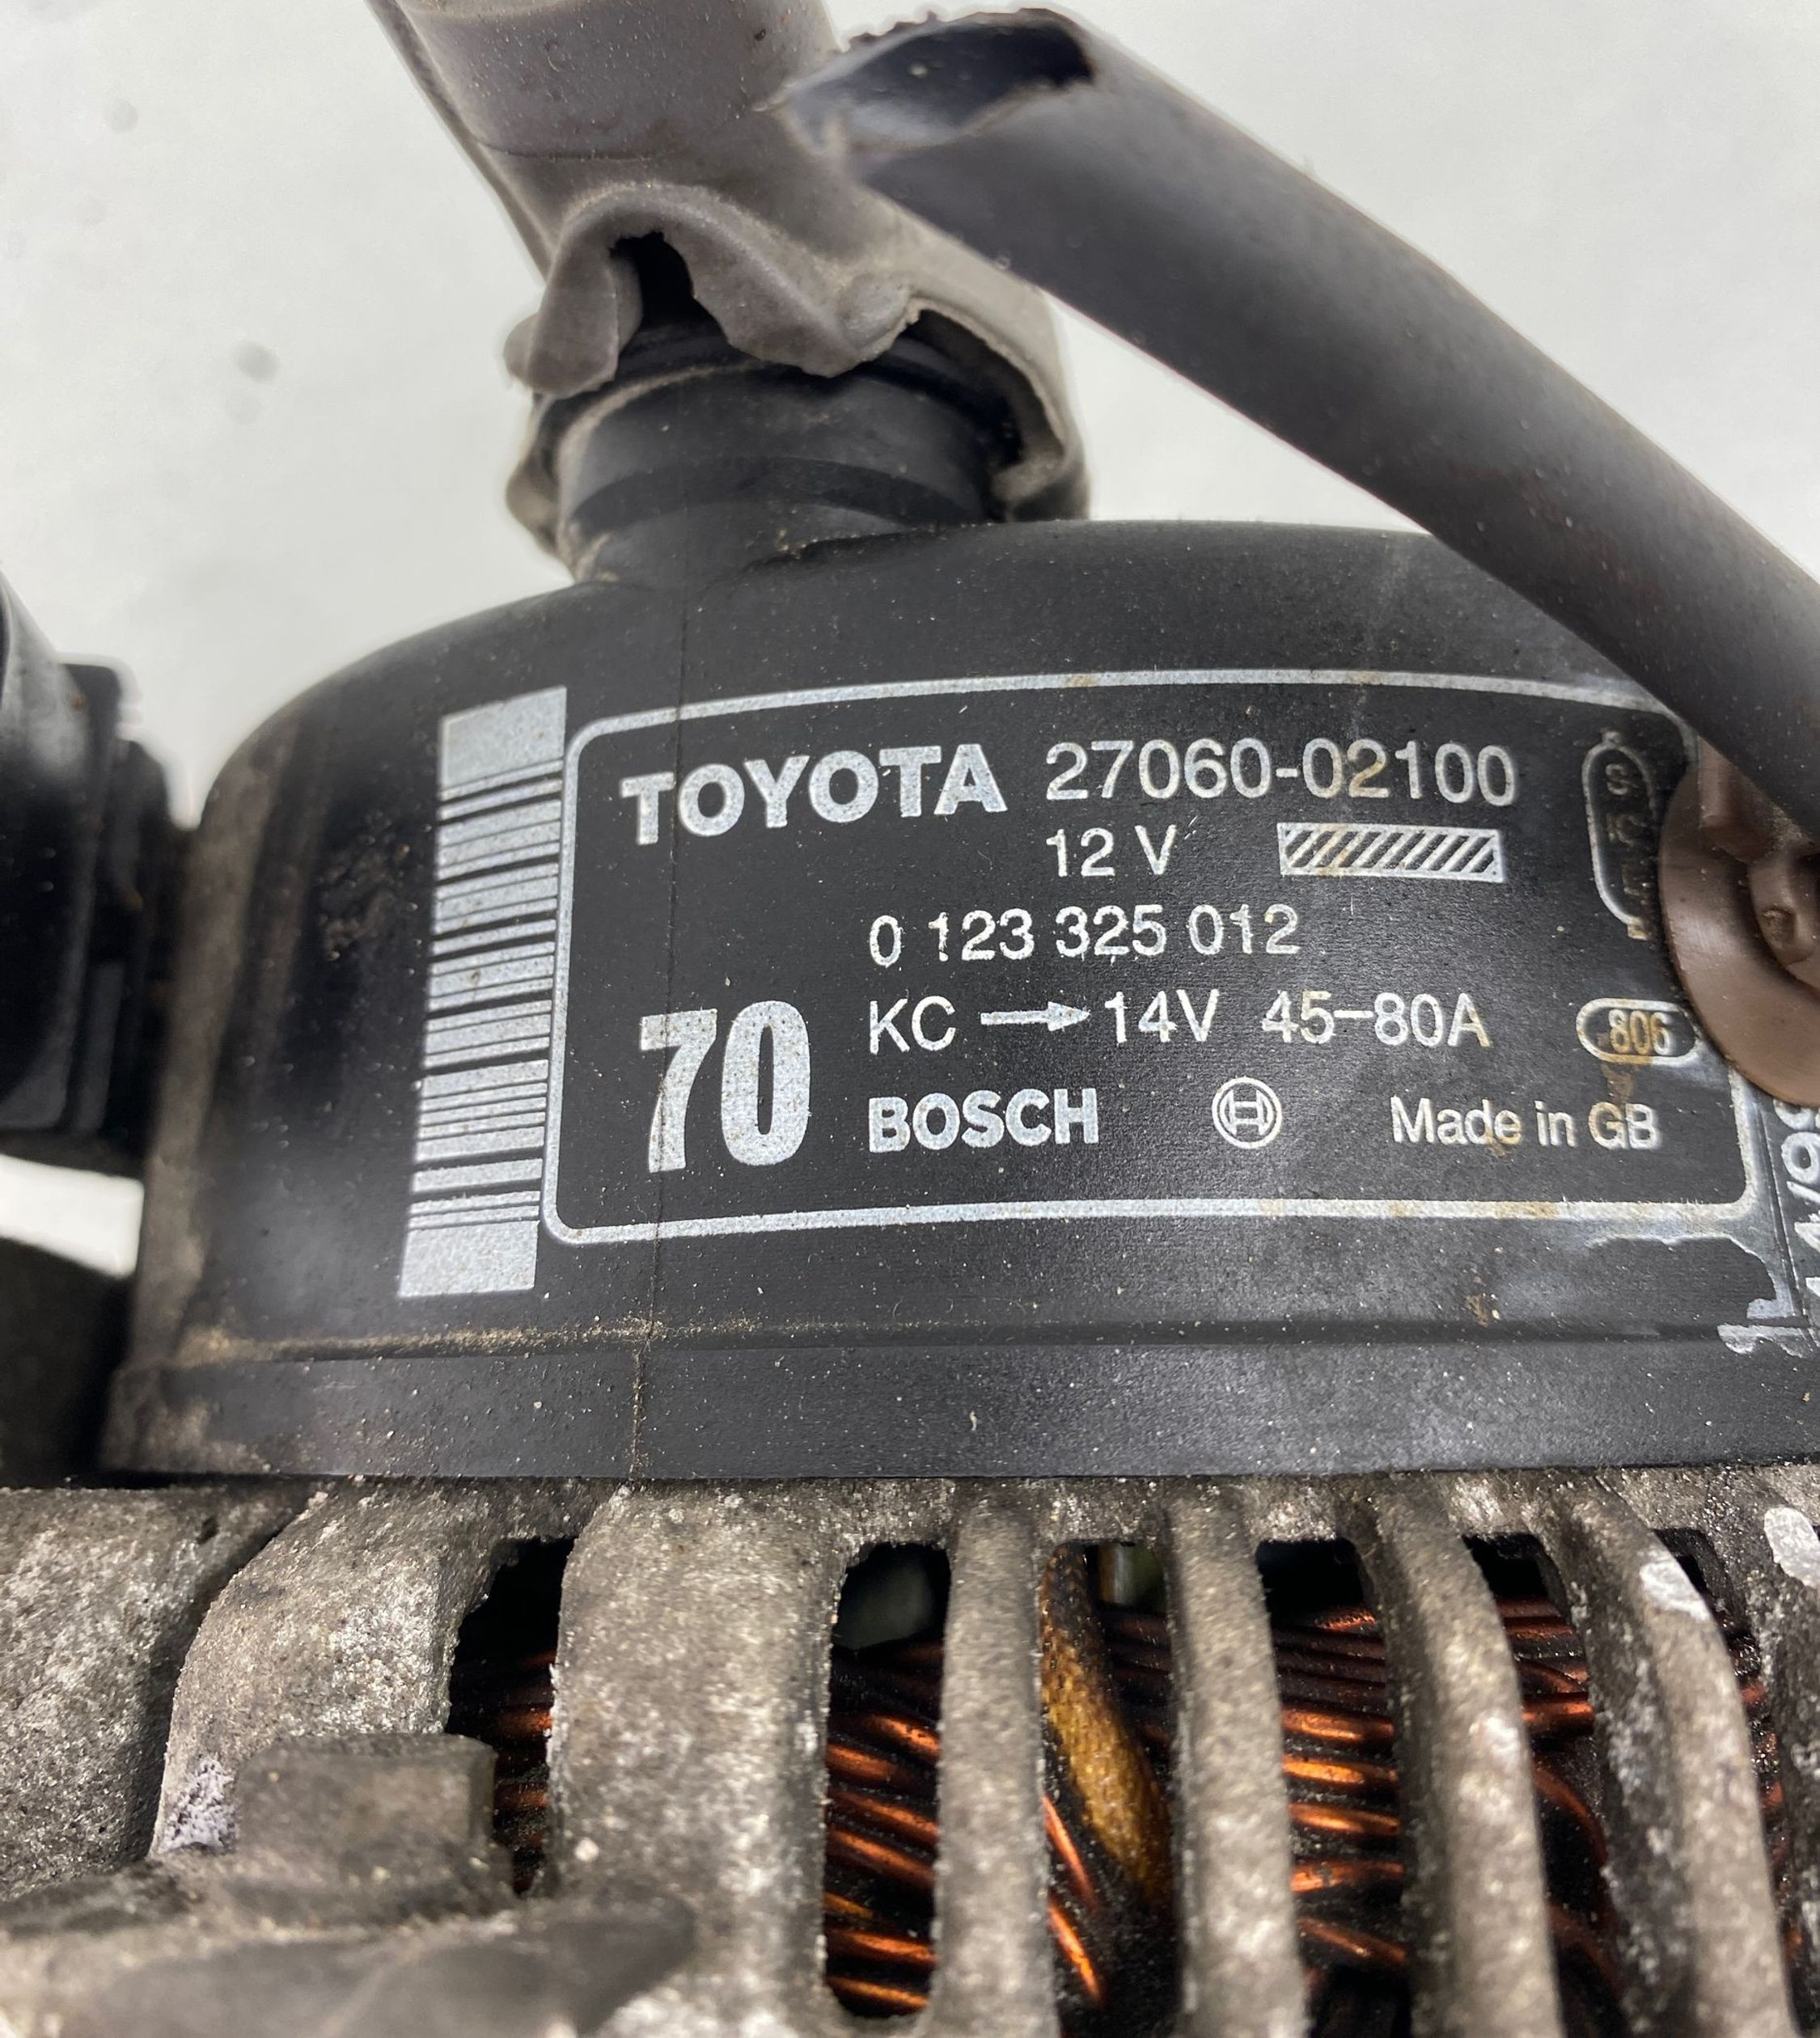 TOYOTA 27060-02100
12 V
0 123 325 012
70 KC → 14V 45-80A 806
BOSCH Made in GB